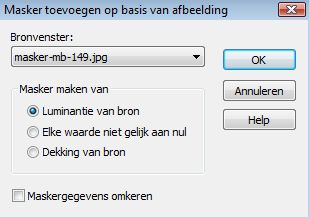 Masker toevoegen op basis van afbeelding
Bronvenster:
masker-mb-149.jpg
OK
Annuleren
Help
Masker maken van
Luminantie van bron
Elke waarde niet gelijk aan nul
Dekking van bron
Maskergegevens omkeren